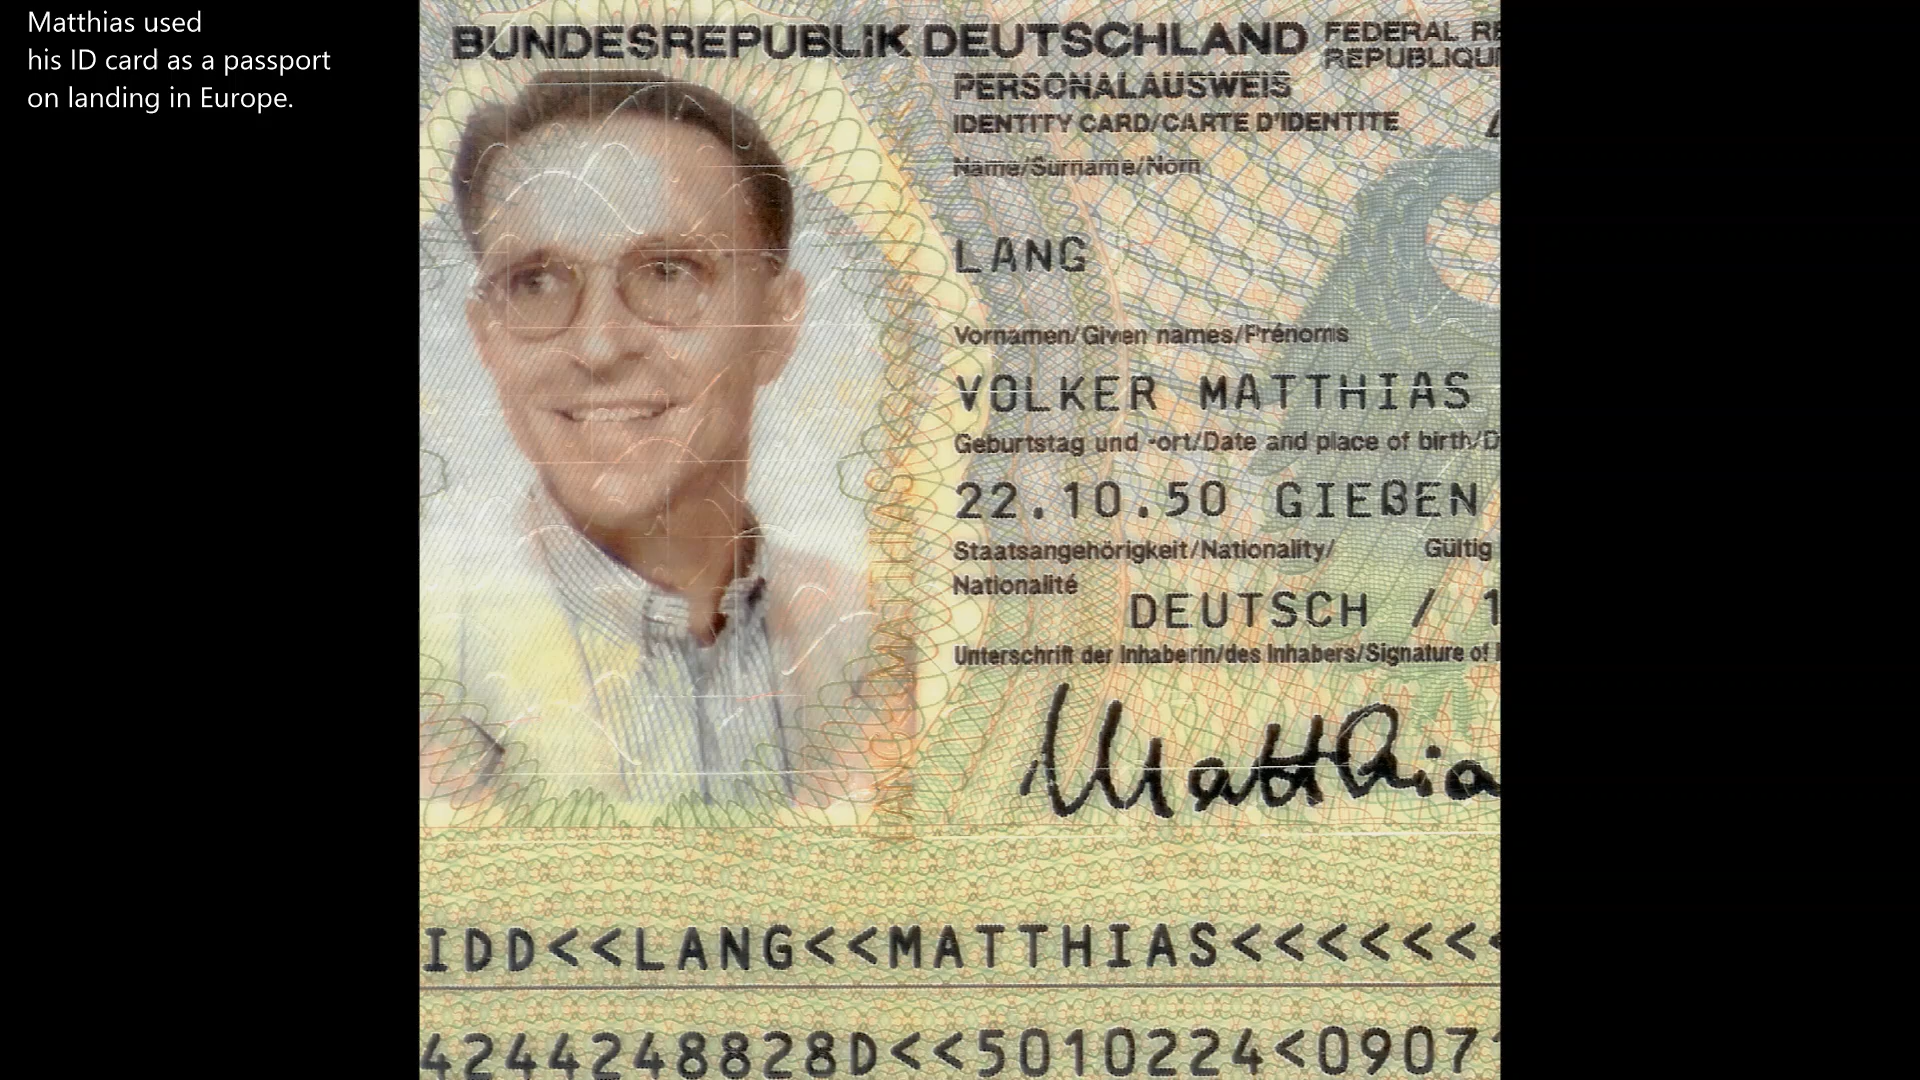 Matthias used
his ID card as a passport
on landing in Europe.
BUNDESREPUBLIK DEUTSCHLAND FEDERAL RE
REPUBLIQU
PERSONALAUSWEIS
IDENTITY CARD/CARTE D'IDENTITE
Name/Surname/Nom
LANG
Vornamen/Given names/Prénoms
VOLKER MATTHIAS
Geburtstag und -ort/Date and place of birth/D
22.10.50 GIEßEN
Staatsangehörigkeit/Nationality/ Gültig
Nationalité
DEUTSCH / 1
Unterschrift der Inhaberin/des Inhabers/Signature of
Matthia
LANG MATTHIAS
IDD<<LANG<<MATTHIAS<<<<<<<
4244248828D<<5010224<0907